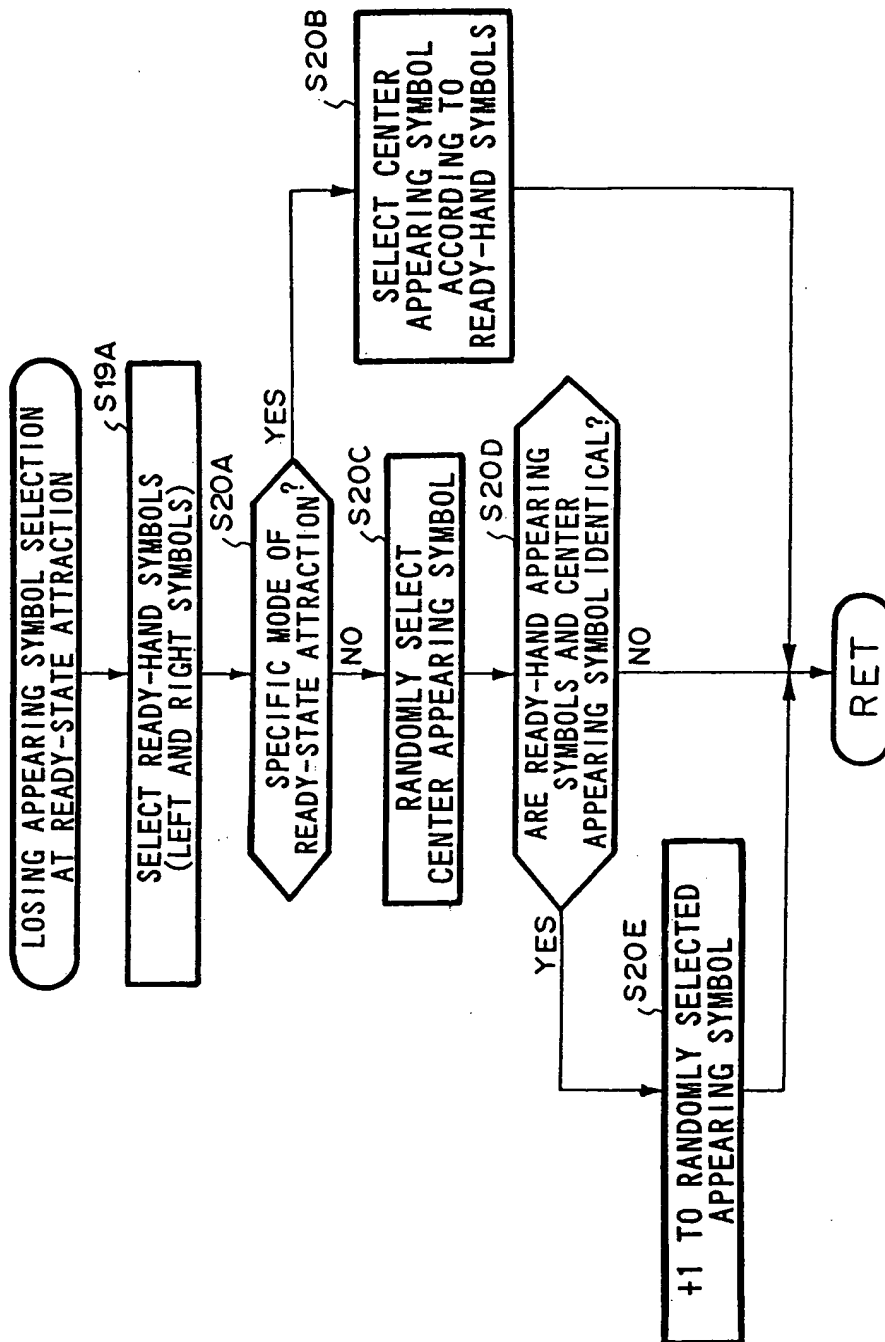 LOSING APPEARING SYMBOL SELECTION
AT READY-STATE ATTRACTION
S19A
SELECT READY-HAND SYMBOLS
(LEFT AND RIGHT SYMBOLS)
S20A
SPECIFIC MODE OF
READY-STATE ATTRACTION?
YES
NO
S20B
SELECT CENTER
APPEARING SYMBOL
ACCORDING TO
READY-HAND SYMBOLS
S20C
RANDOMLY SELECT
CENTER APPEARING SYMBOL
S20D
ARE READY-HAND APPEARING
SYMBOLS AND CENTER
APPEARING SYMBOL IDENTICAL?
YES
NO
S20E
+1 TO RANDOMLY SELECTED
APPEARING SYMBOL
RET